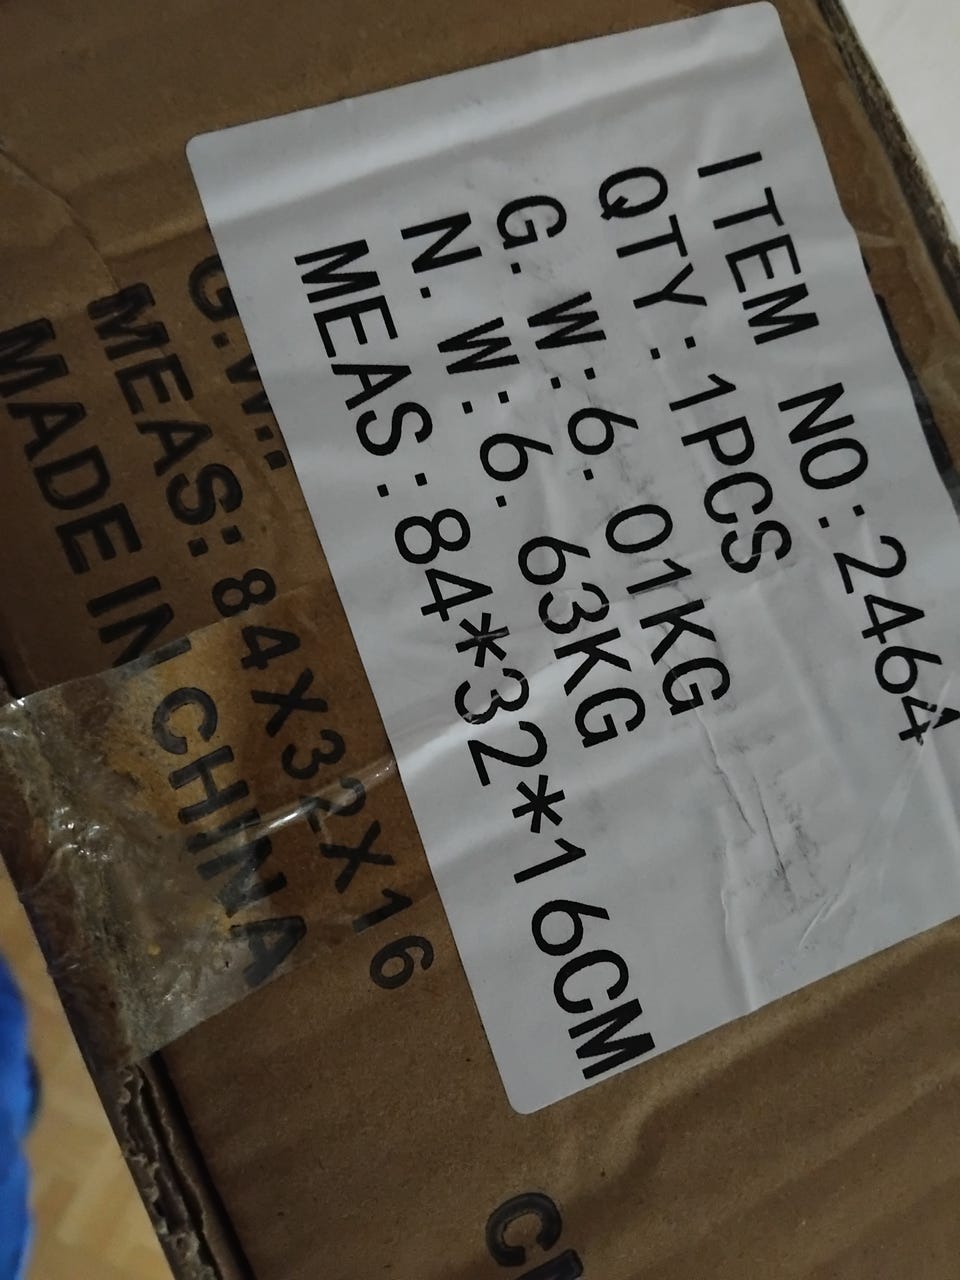 ITEM NO:2464
QTY:1PCS
G.W:6.01KG
N.W:6.63KG
MEAS:84*32*16CM
G.W.:
MEAS:84X32X16
MADE IN CHINA